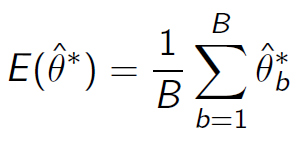 E(θ̂*) = 1/B ∑_{b=1}^{B} θ̂*_b